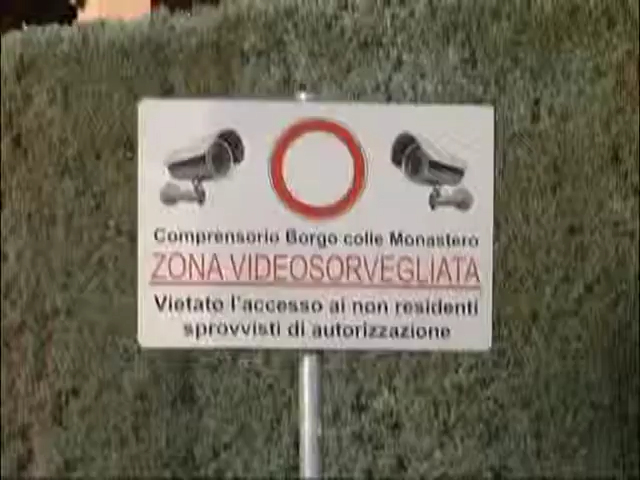 Comprensorio Borgo colle Monastero
ZONA VIDEOSORVEGLIATA
Vietato l'accesso ai non residenti
sprovvisti di autorizzazione